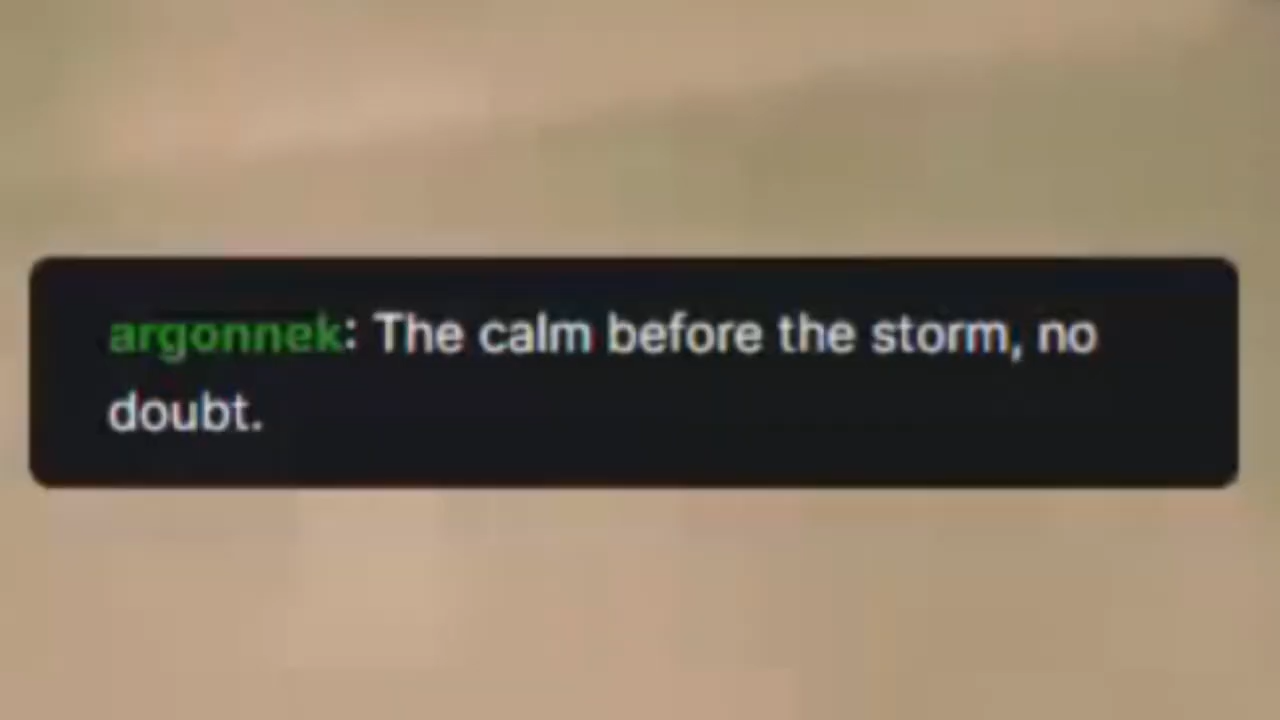 argonnek: The calm before the storm, no
doubt.